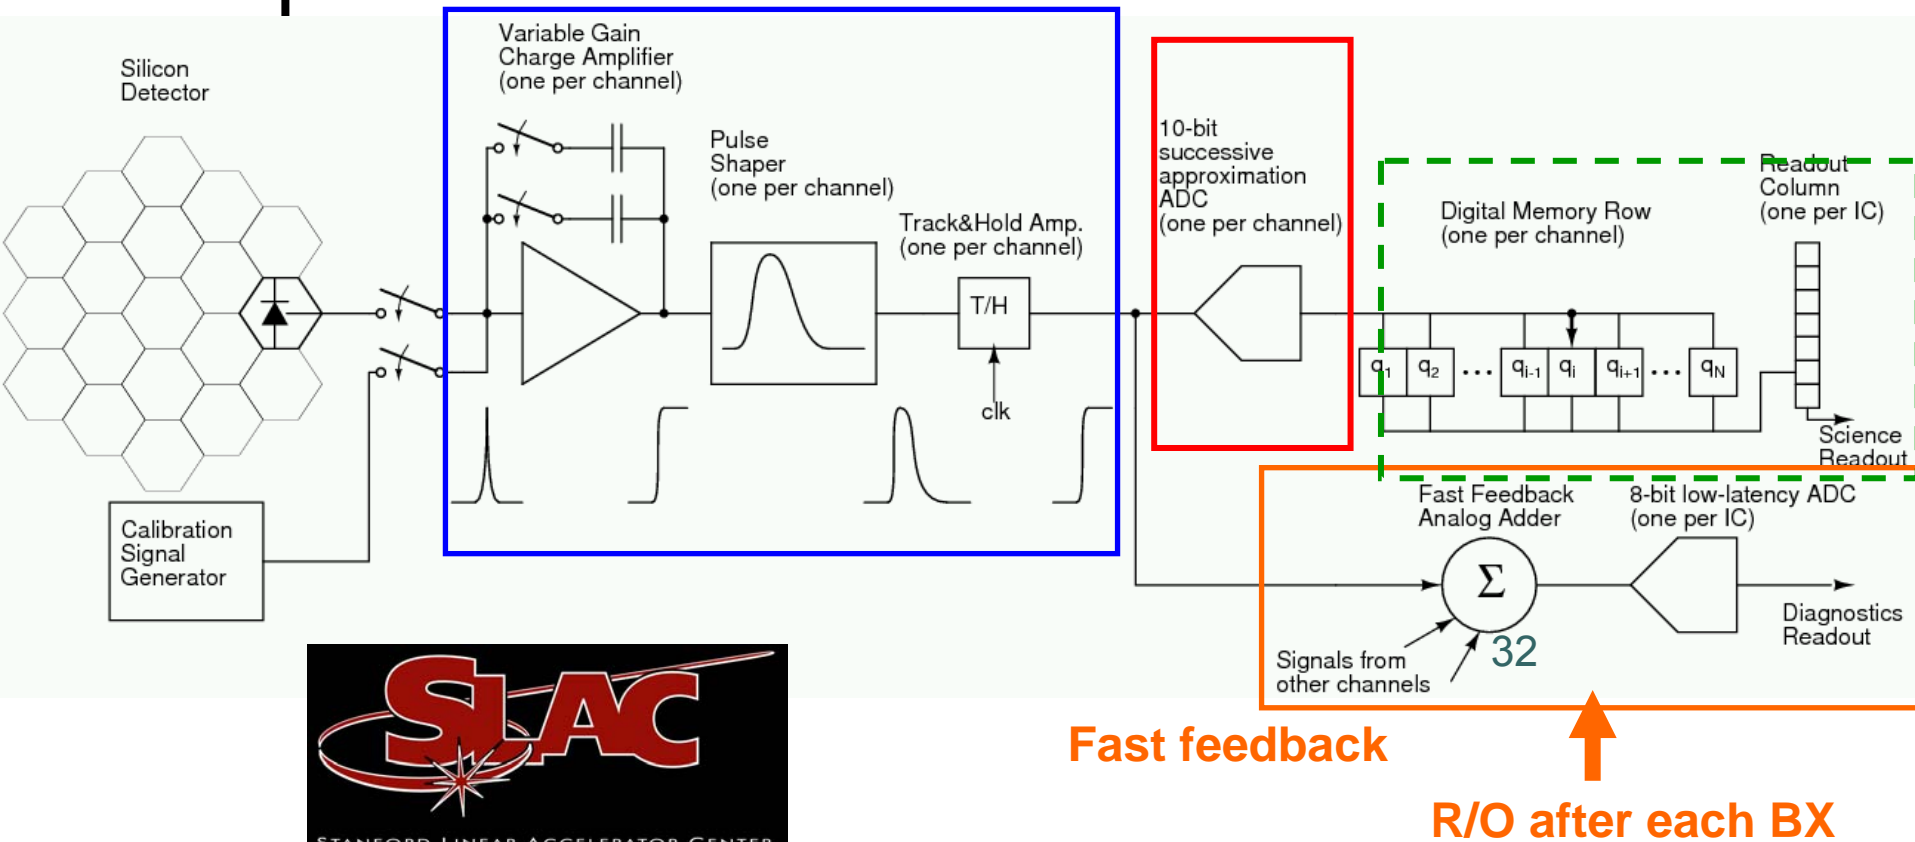 Silicon
Detector
Variable Gain
Charge Amplifier
(one per channel)
Pulse
Shaper
(one per channel)
Track&Hold Amp.
(one per channel)
T/H
clk
10-bit
successive
approximation
ADC
(one per channel)
Digital Memory Row
(one per channel)
Readout
Column
(one per IC)
q1 q2 ... qi-1 qi qi+1 ... qN
Science
Readout
Calibration
Signal
Generator
Fast Feedback
Analog Adder
8-bit low-latency ADC
(one per IC)
Σ
32
Signals from
other channels
Diagnostics
Readout
SLAC
STANFORD LINEAR ACCELERATOR CENTER
Fast feedback
R/O after each BX